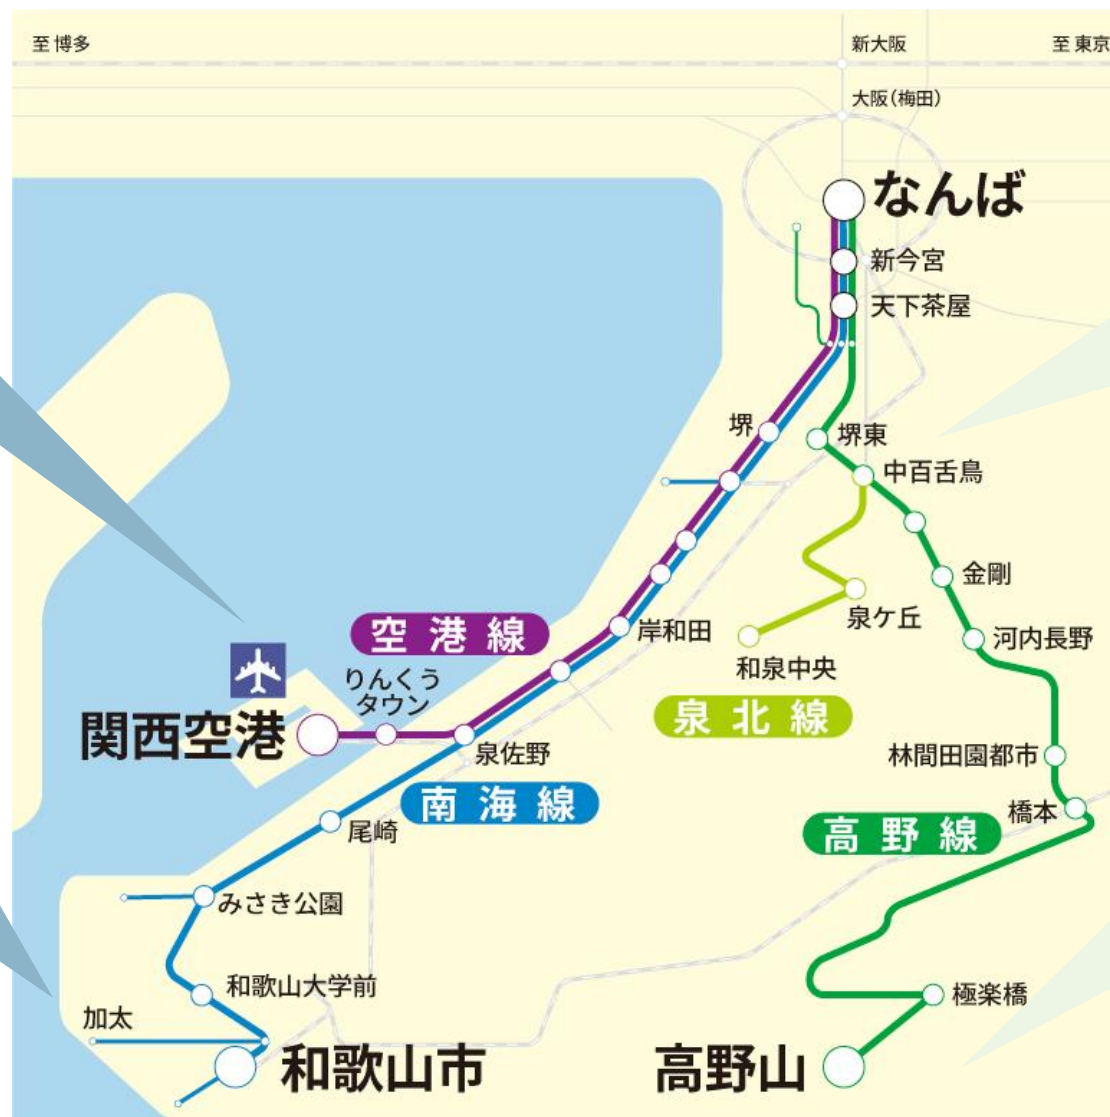 至 博多
新大阪
至 東京
大阪（梅田）
なんば
新今宮
天下茶屋
堺
堺東
中百舌鳥
金剛
泉ケ丘
河内長野
岸和田
空港線
和泉中央
りんくう
タウン
泉北線
関西空港
泉佐野
林間田園都市
南海線
橋本
尾崎
高野線
みさき公園
和歌山大学前
極楽橋
加太
和歌山市
高野山